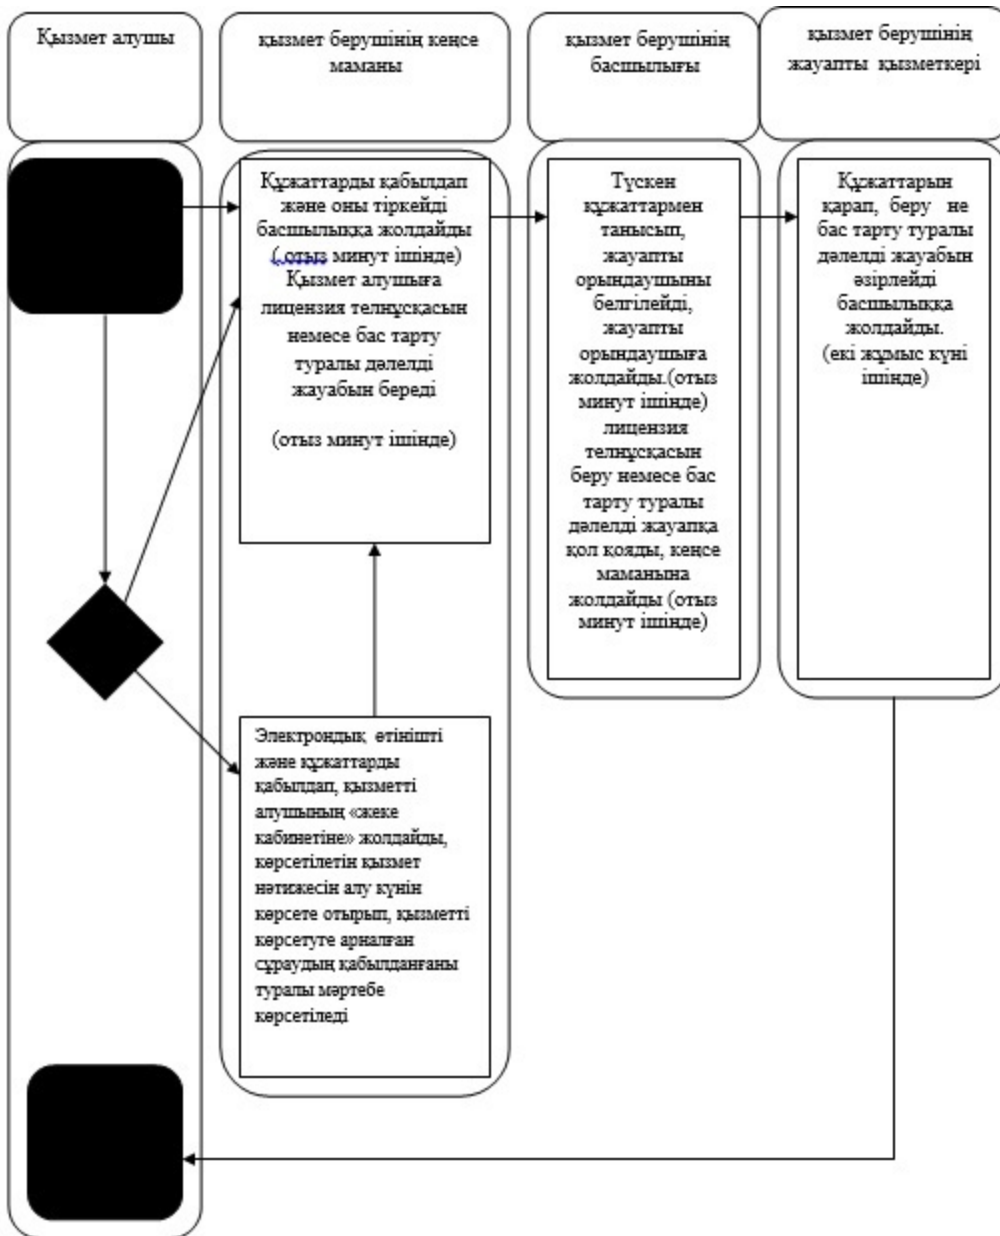 Қызмет алушы
қызмет берушінің кеңсе
маманы
қызмет берушінің
басшылығы
қызмет берушінің
жауапты қызметкері
Құжаттарды қабылдап
және оны тіркейді
басшылыққа жолдайды
( отыз минут ішінде)
Қызмет алушыға
лицензия телнұсқасын
немесе бас тарту
туралы дәлелді
жауабын береді
(отыз минут ішінде)
Түскен
құжаттармен
танысып,
жауапты
орындаушыны
белгілейді,
жауапты
орындаушыға
жолдайды.(отыз
минут ішінде)
лицензия
телнұсқасын
беру немесе бас
тарту туралы
дәлелді жауапқа
қол қояды, кеңсе
маманына
жолдайды (отыз
минут ішінде)
Құжаттарын
қарап, беру не
бас тарту туралы
дәлелді жауабын
әзірлейді
басшылыққа
жолдайды.
(екі жұмыс күні
ішінде)
Электрондық өтінішті
және құжаттарды
қабылдап, қызметті
алушының «жеке
кабинетіне» жолдайды,
көрсетілетін қызмет
нәтижесін алу күнін
көрсете отырып, қызметті
көрсетуге арналған
сұраудың қабылданғаны
туралы мәртебе
көрсетіледі